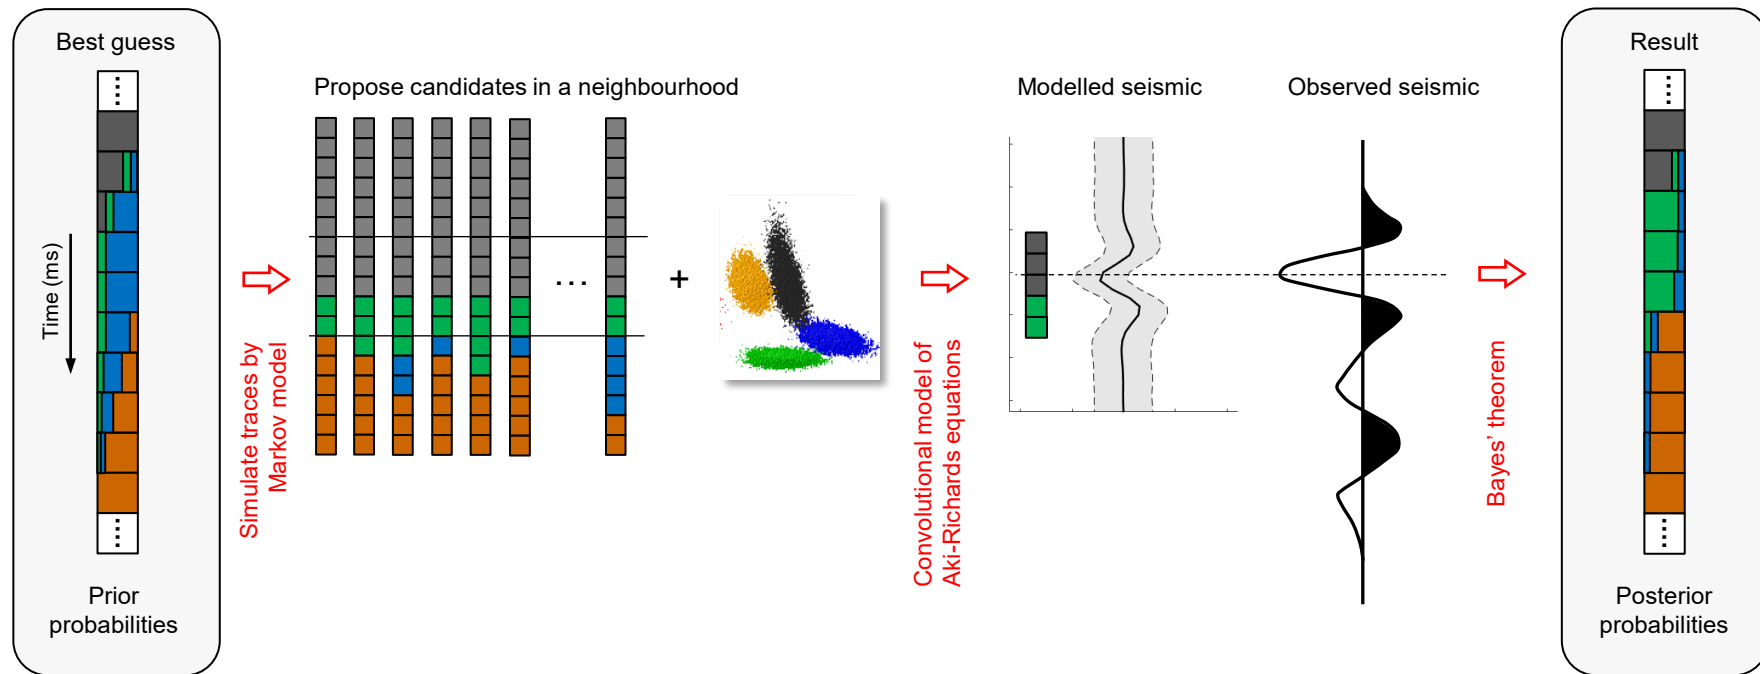 Best guess
Time (ms)
Prior
probabilities
Simulate traces by
Markov model
Propose candidates in a neighbourhood
...
+
Convolutional model of
Aki-Richards equations
Modelled seismic
Observed seismic
Bayes’ theorem
Result
Posterior
probabilities